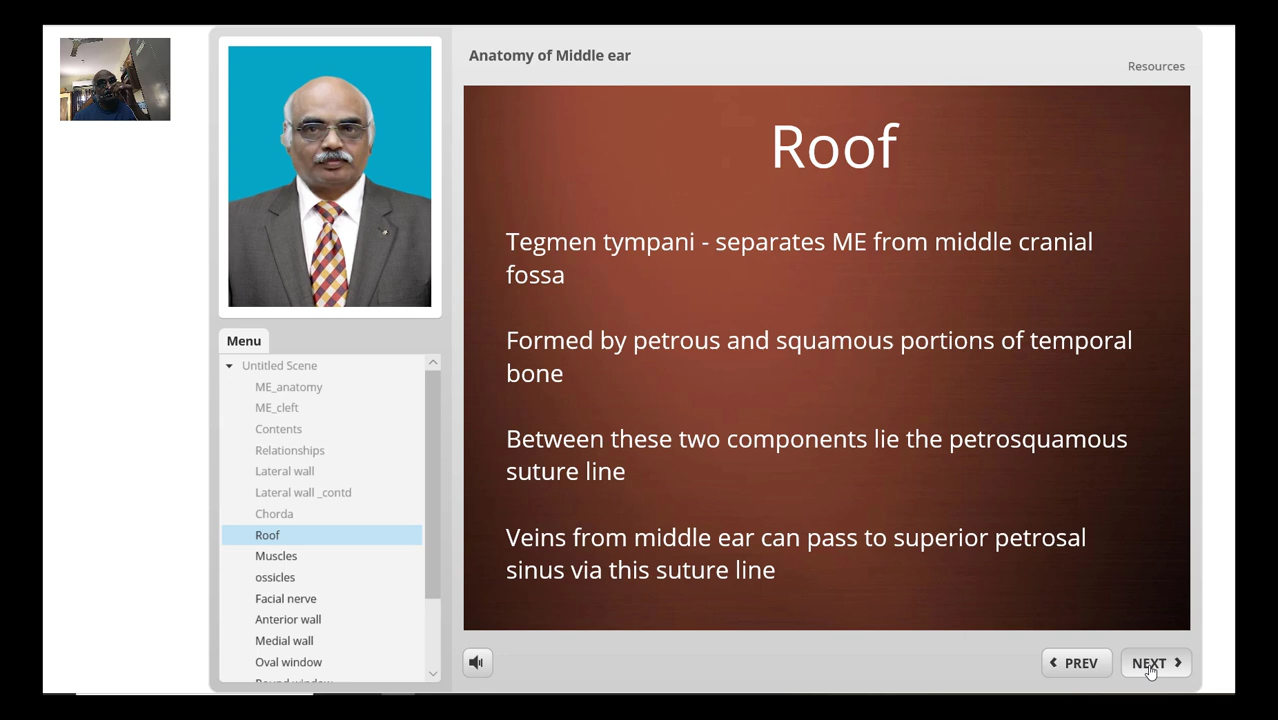 Anatomy of Middle ear
Resources
Menu
Untitled Scene
ME_anatomy
ME_cleft
Contents
Relationships
Lateral wall
Lateral wall _contd
Chorda
Roof
Muscles
ossicles
Facial nerve
Anterior wall
Medial wall
Oval window
Roof
Tegmen tympani - separates ME from middle cranial
fossa
Formed by petrous and squamous portions of temporal
bone
Between these two components lie the petrosquamous
suture line
Veins from middle ear can pass to superior petrosal
sinus via this suture line
PREV
NEXT